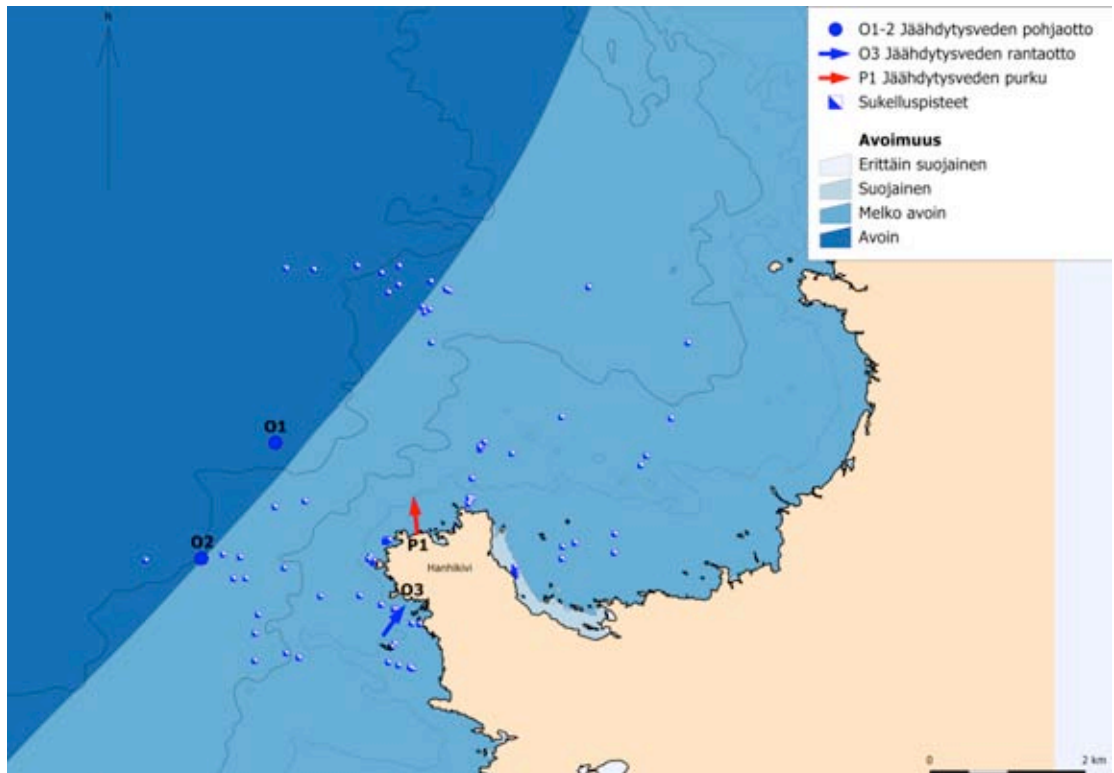 N
O1-2 Jäähdytysveden pohjaotto
O3 Jäähdytysveden rantaotto
P1 Jäähdytysveden purku
Sukelluspisteet
Avoimuus
Erittäin suojainen
Suojainen
Melko avoin
Avoin
O1
O2
P1
Hanhikivi
O3
0 2 km